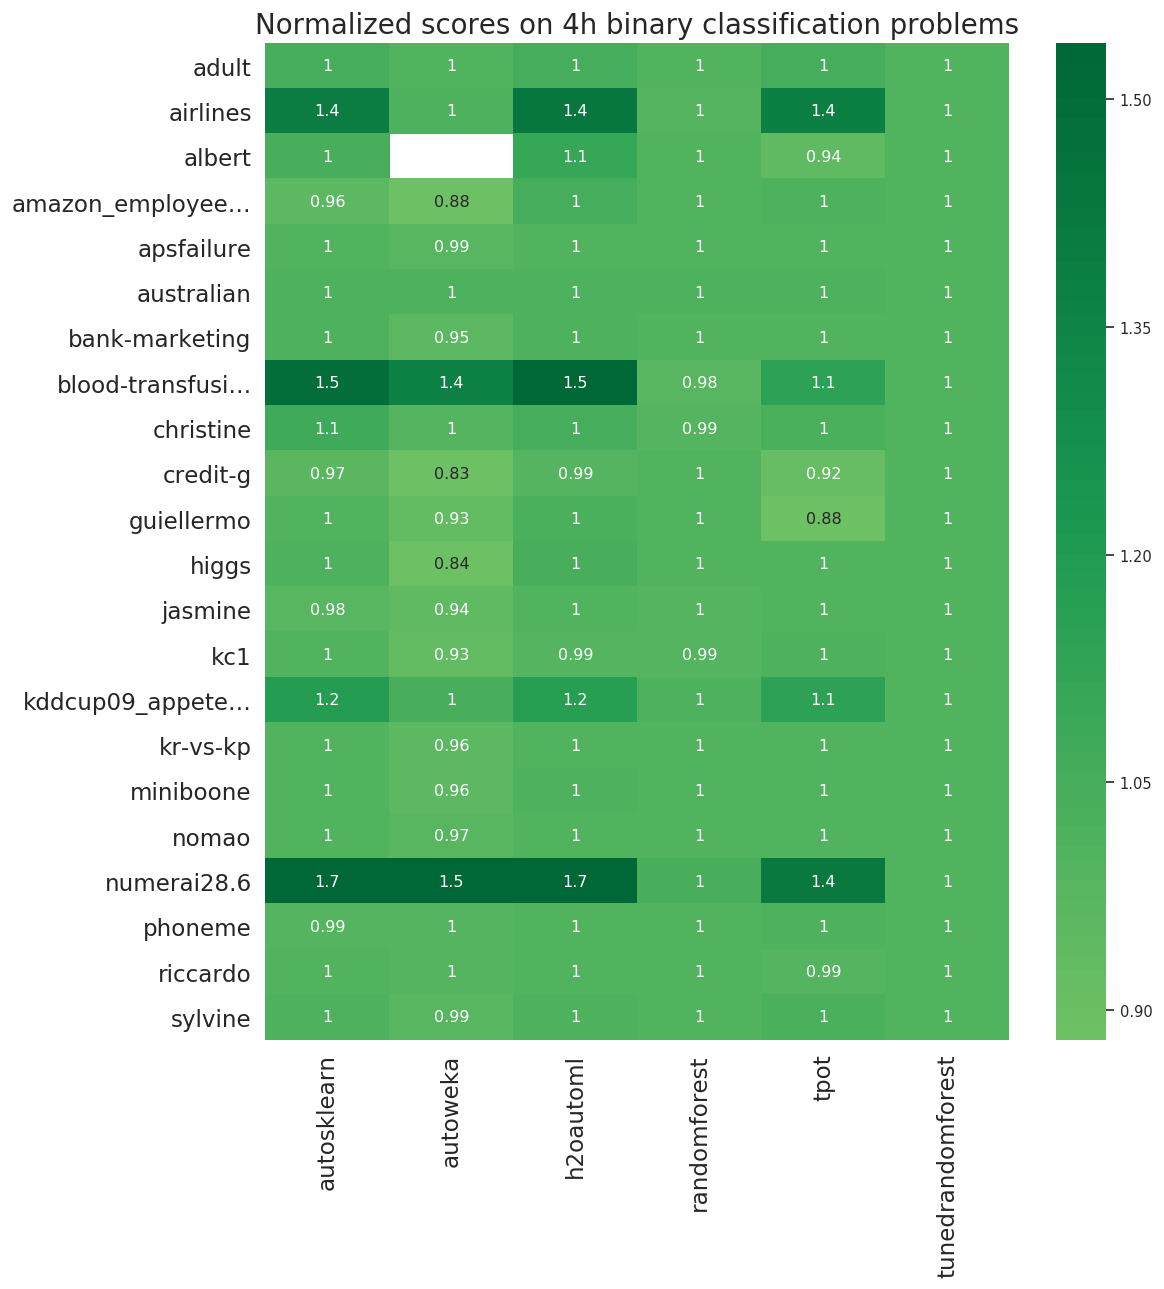 Normalized scores on 4h binary classification problems
adult 1 1 1 1 1 1
airlines 1.4 1 1.4 1 1.4 1
albert 1 1.1 1 0.94 1
amazon_employee… 0.96 0.88 1 1 1 1
apsfailure 1 0.99 1 1 1 1
australian 1 1 1 1 1 1
bank-marketing 1 0.95 1 1 1 1
blood-transfusi… 1.5 1.4 1.5 0.98 1.1 1
christine 1.1 1 1 0.99 1 1
credit-g 0.97 0.83 0.99 1 0.92 1
guiellermo 1 0.93 1 1 0.88 1
higgs 1 0.84 1 1 1 1
jasmine 0.98 0.94 1 1 1 1
kc1 1 0.93 0.99 0.99 1 1
kddcup09_appete… 1.2 1 1.2 1 1.1 1
kr-vs-kp 1 0.96 1 1 1 1
miniboone 1 0.96 1 1 1 1
nomao 1 0.97 1 1 1 1
numerai28.6 1.7 1.5 1.7 1 1.4 1
phoneme 0.99 1 1 1 1 1
riccardo 1 1 1 1 0.99 1
sylvine 1 0.99 1 1 1 1
autosklearn
autoweka
h2oautoml
randomforest
tpot
tunedrandomforest
1.50
1.35
1.20
1.05
0.90